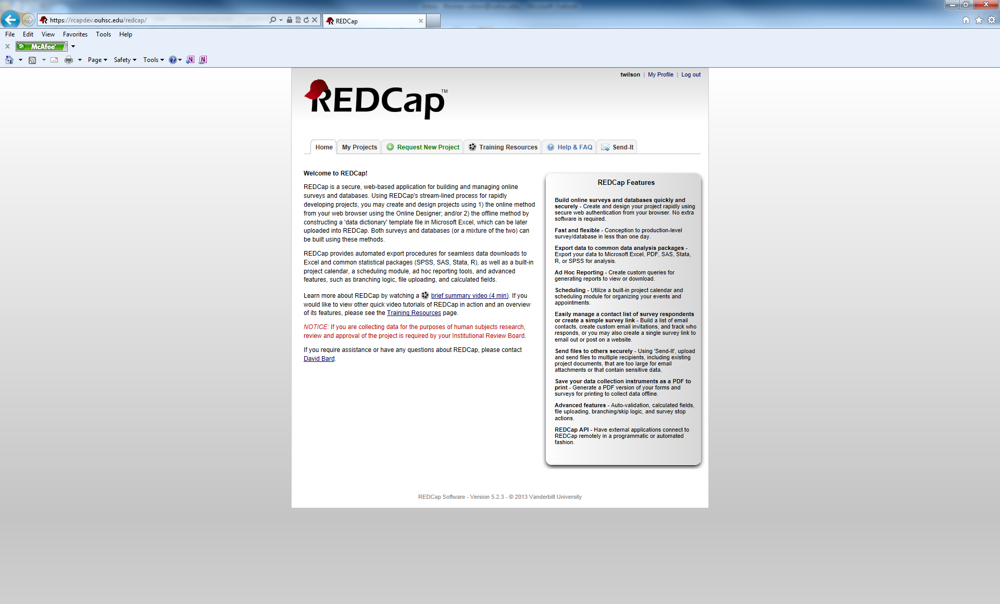 https://rcapdev.ouhsc.edu/redcap/
REDCap
File Edit View Favorites Tools Help
McAfee
Page Safety Tools
twilson | My Profile | Log out
REDCap™
Home My Projects Request New Project Training Resources Help & FAQ Send-It
Welcome to REDCap!
REDCap is a secure, web-based application for building and managing online
surveys and databases. Using REDCap's stream-lined process for rapidly
developing projects, you may create and design projects using 1) the online method
from your web browser using the Online Designer; and/or 2) the offline method by
constructing a 'data dictionary' template file in Microsoft Excel, which can be later
uploaded into REDCap. Both surveys and databases (or a mixture of the two) can
be built using these methods.
REDCap provides automated export procedures for seamless data downloads to
Excel and common statistical packages (SPSS, SAS, Stata, R), as well as a built-in
project calendar, a scheduling module, ad hoc reporting tools, and advanced
features, such as branching logic, file uploading, and calculated fields.
Learn more about REDCap by watching a brief summary video (4 min). If you
would like to view other quick video tutorials of REDCap in action and an overview
of its features, please see the Training Resources page.
NOTICE: If you are collecting data for the purposes of human subjects research,
review and approval of the project is required by your Institutional Review Board.
If you require assistance or have any questions about REDCap, please contact
David Bard.
REDCap Features
Build online surveys and databases quickly and
securely - Create and design your project rapidly using
secure web authentication from your browser. No extra
software is required.
Fast and flexible - Conception to production-level
survey/database in less than one day.
Export data to common data analysis packages -
Export your data to Microsoft Excel, PDF, SAS, Stata,
R, or SPSS for analysis.
Ad Hoc Reporting - Create custom queries for
generating reports to view or download.
Scheduling - Utilize a built-in project calendar and
scheduling module for organizing your events and
appointments.
Easily manage a contact list of survey respondents
or create a simple survey link - Build a list of email
contacts, create custom email invitations, and track who
responds, or you may also create a single survey link to
email out or post on a website.
Send files to others securely - Using 'Send-It', upload
and send files to multiple recipients, including existing
project documents, that are too large for email
attachments or that contain sensitive data.
Save your data collection instruments as a PDF to
print - Generate a PDF version of your forms and
surveys for printing to collect data offline.
Advanced features - Auto-validation, calculated fields,
file uploading, branching/skip logic, and survey stop
actions.
REDCap API - Have external applications connect to
REDCap remotely in a programmatic or automated
fashion.
REDCap Software - Version 5.2.3 - © 2013 Vanderbilt University